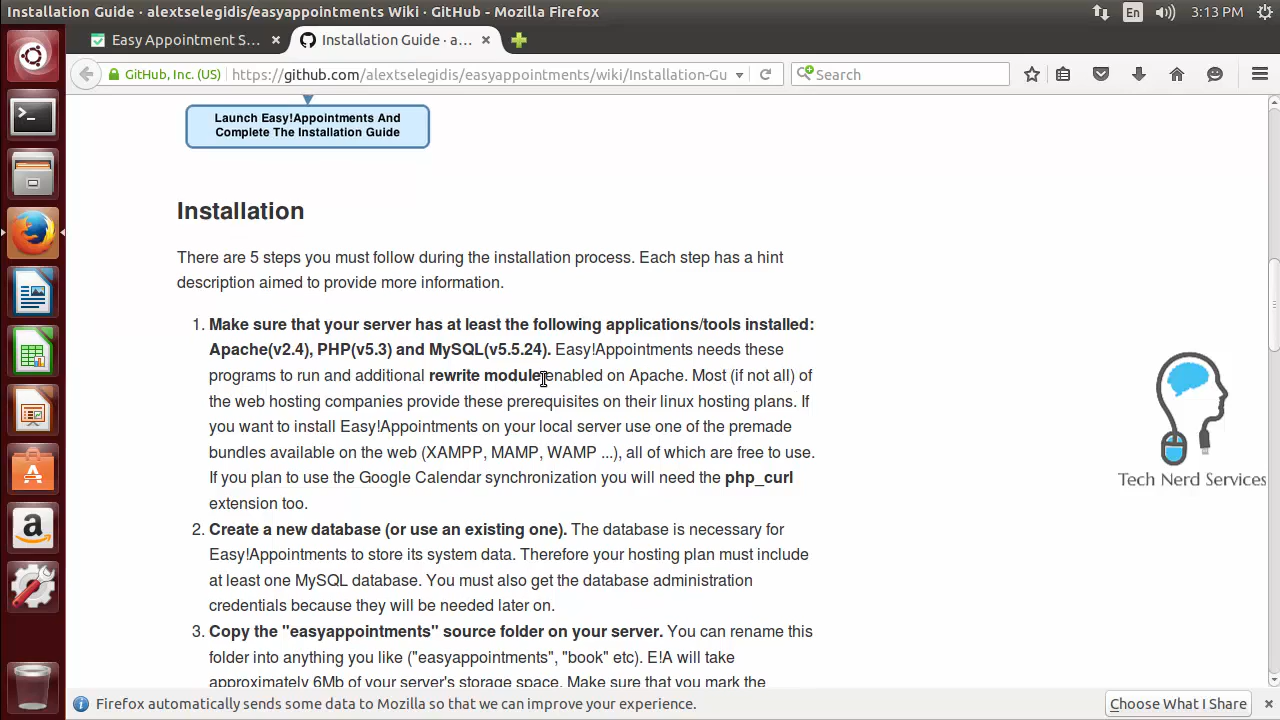 Installation Guide · alextselegidis/easyappointments Wiki · GitHub - Mozilla Firefox
En
3:13 PM
Easy Appointment S...
Installation Guide · a...
GitHub, Inc. (US)
https://github.com/alextselegidis/easyappointments/wiki/Installation-Gu
Search
Launch Easy!Appointments And
Complete The Installation Guide
Installation
There are 5 steps you must follow during the installation process. Each step has a hint
description aimed to provide more information.
1. Make sure that your server has at least the following applications/tools installed:
Apache(v2.4), PHP(v5.3) and MySQL(v5.5.24). Easy!Appointments needs these
programs to run and additional rewrite module enabled on Apache. Most (if not all) of
the web hosting companies provide these prerequisites on their linux hosting plans. If
you want to install Easy!Appointments on your local server use one of the premade
bundles available on the web (XAMPP, MAMP, WAMP ...), all of which are free to use.
If you plan to use the Google Calendar synchronization you will need the php_curl
extension too.
2. Create a new database (or use an existing one). The database is necessary for
Easy!Appointments to store its system data. Therefore your hosting plan must include
at least one MySQL database. You must also get the database administration
credentials because they will be needed later on.
3. Copy the "easyappointments" source folder on your server. You can rename this
folder into anything you like ("easyappointments", "book" etc). E!A will take
approximately 6Mb of your server's storage space. Make sure that you mark the
Tech Nerd Services
Firefox automatically sends some data to Mozilla so that we can improve your experience.
Choose What I Share